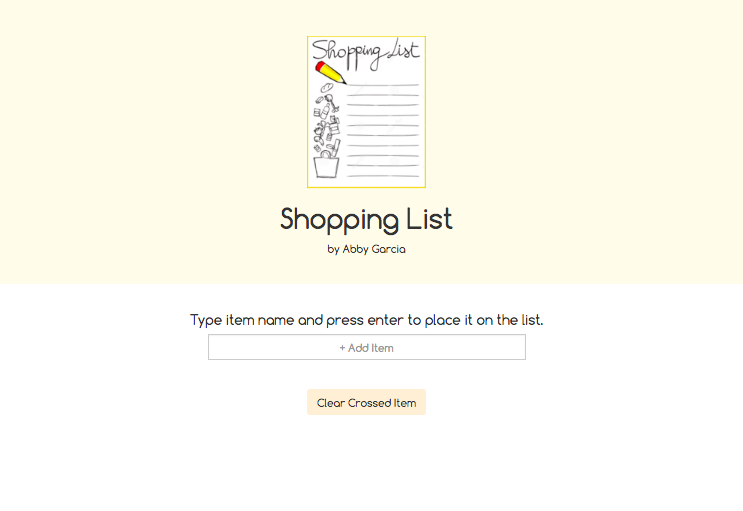 Shopping List
Shopping List
by Abby Garcia
Type item name and press enter to place it on the list.
+ Add Item
Clear Crossed Item